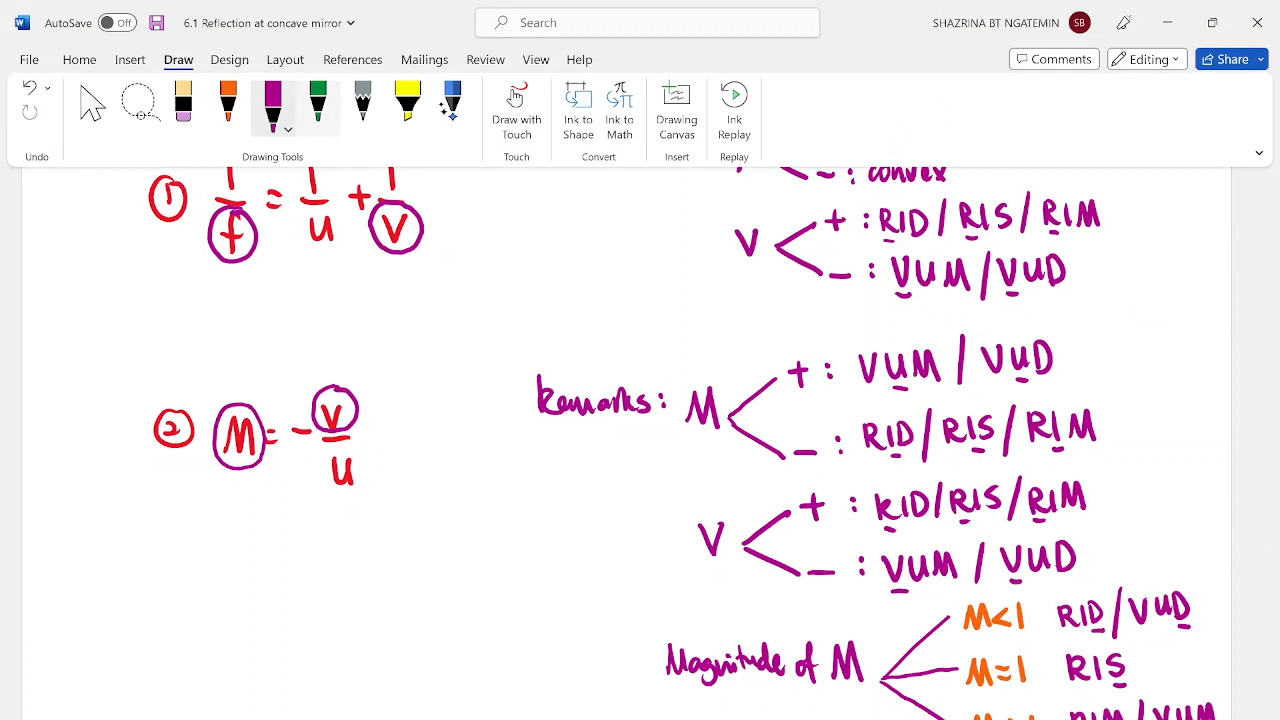 AutoSave Off 6.1 Reflection at concave mirror Search SHAZRINA BT NGATEMIN SB
File Home Insert Draw Design Layout References Mailings Review View Help Comments Editing Share
Draw with Touch Ink to Shape Ink to Math Drawing Canvas Ink Replay
Undo Drawing Tools Touch Convert Insert Replay
− : convex
① 1/f = 1/u + 1/v
V + : RID/RIS/RIM
− : VUM/VUD
Remarks: M + : VUM / VUD
− : RID/RIS/RIM
② M = - v/u
V + : RID/RIS/RIM
− : VUM / VUD
Magnitude of M M<1 RID/VUD
M=1 RIS
RIM/VUM